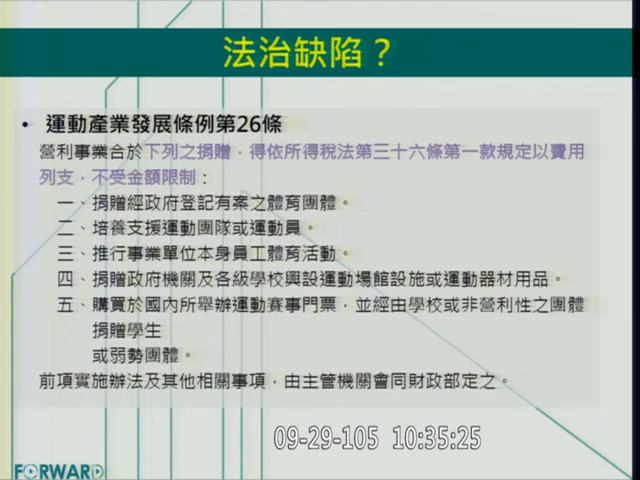 法治缺陷？
• 運動產業發展條例第26條
營利事業合於下列之捐贈，得依所得稅法第三十六條第一款規定以費用
列支，不受金額限制：
一、捐贈經政府登記有案之體育團體。
二、培養支援運動團隊或運動員。
三、推行事業單位本身員工體育活動。
四、捐贈政府機關及各級學校興設運動場館設施或運動器材用品。
五、購買於國內所舉辦運動賽事門票，並經由學校或非營利性之團體
捐贈學生
或弱勢團體。
前項實施辦法及其他相關事項，由主管機關會同財政部定之。
09-29-105 10:35:25
FORWARD